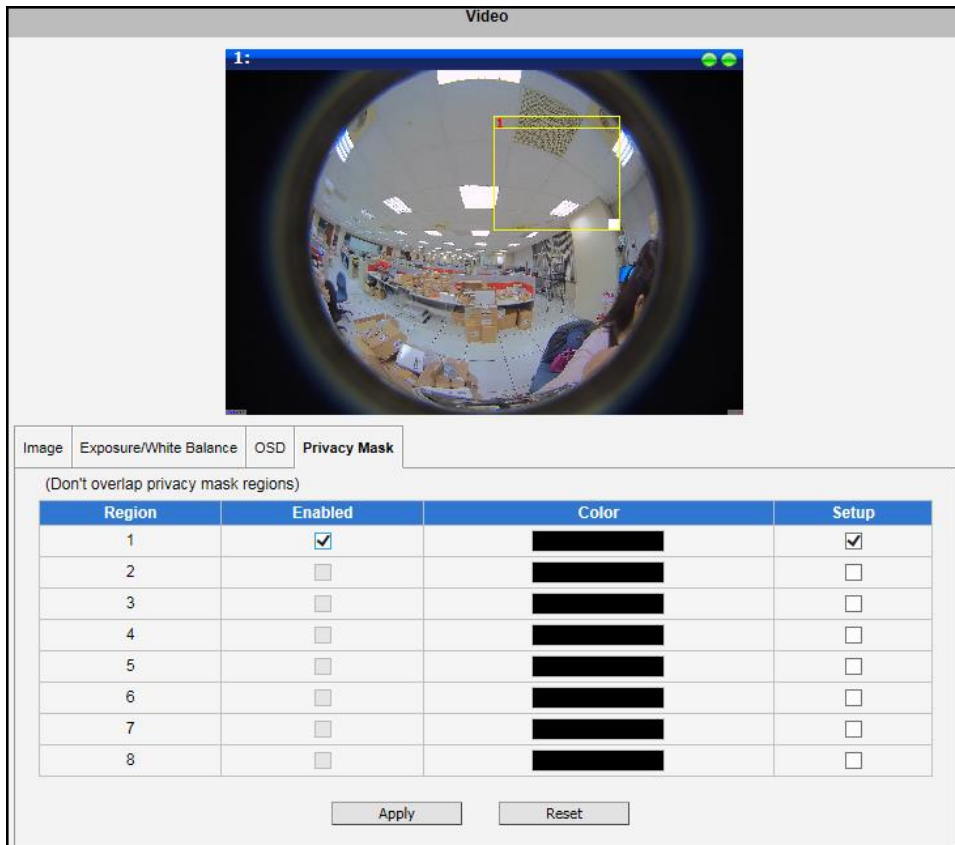 Video
1:
1
Image Exposure/White Balance OSD Privacy Mask
(Don't overlap privacy mask regions)
Region Enabled Color Setup
1
2
3
4
5
6
7
8
Apply Reset